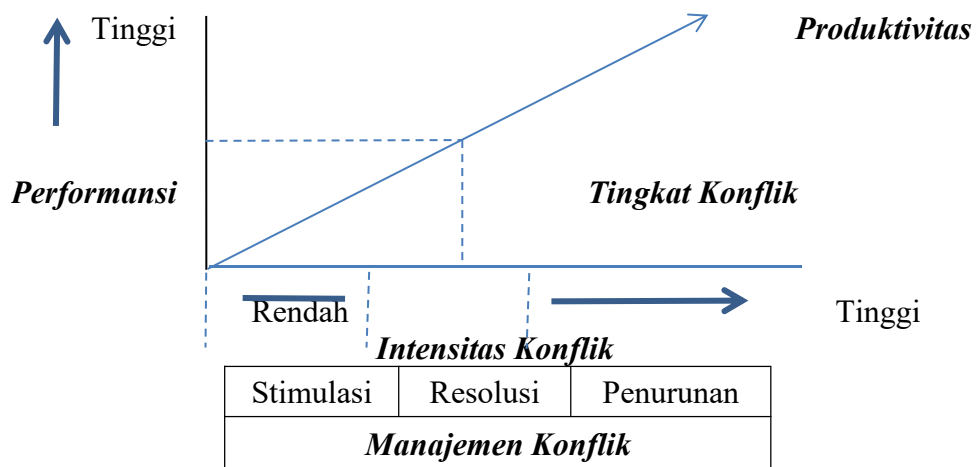 Tinggi
Produktivitas
Performansi
Tingkat Konflik
Rendah
Tinggi
Intensitas Konflik
Stimulasi
Resolusi
Penurunan
Manajemen Konflik